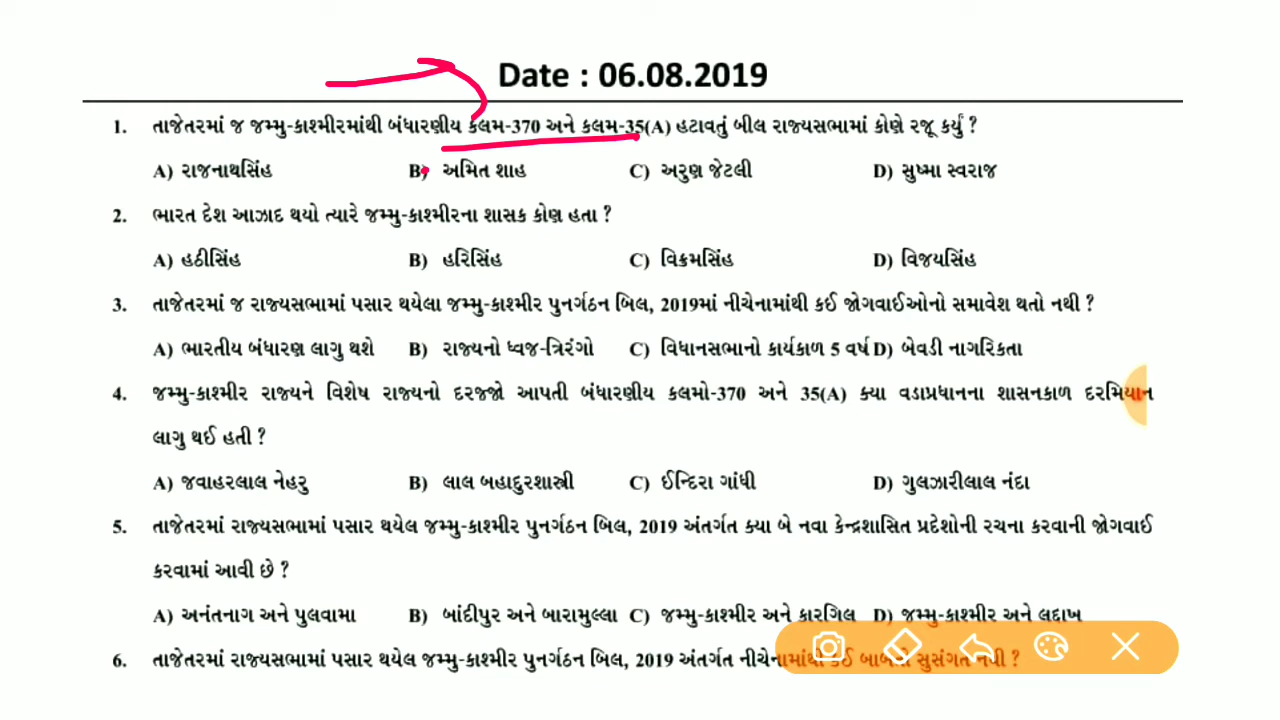 Date : 06.08.2019
1. તાજેતરમાં જ જમ્મુ-કાશ્મીરમાંથી બંધારણીય કલમ-370 અને કલમ-35(A) હટાવતું બીલ રાજ્યસભામાં કોણે રજૂ કર્યું ?
A) રાજનાથસિંહ B) અમિત શાહ C) અરુણ જેટલી D) સુષ્મા સ્વરાજ
2. ભારત દેશ આઝાદ થયો ત્યારે જમ્મુ-કાશ્મીરના શાસક કોણ હતા ?
A) હઠીસિંહ B) હરિસિંહ C) વિક્રમસિંહ D) વિજયસિંહ
3. તાજેતરમાં જ રાજ્યસભામાં પસાર થયેલા જમ્મુ-કાશ્મીર પુનર્ગઠન બિલ, 2019માં નીચેનામાંથી કઈ જોગવાઈઓનો સમાવેશ થતો નથી ?
A) ભારતીય બંધારણ લાગુ થશે B) રાજ્યનો ધ્વજ-ત્રિરંગો C) વિધાનસભાનો કાર્યકાળ 5 વર્ષ D) બેવડી નાગરિકતા
4. જમ્મુ-કાશ્મીર રાજ્યને વિશેષ રાજ્યનો દરજ્જો આપતી બંધારણીય કલમો-370 અને 35(A) ક્યા વડાપ્રધાનના શાસનકાળ દરમિયાન
લાગુ થઈ હતી ?
A) જવાહરલાલ નેહરુ B) લાલ બહાદુરશાસ્ત્રી C) ઈન્દિરા ગાંધી D) ગુલઝારીલાલ નંદા
5. તાજેતરમાં રાજ્યસભામાં પસાર થયેલ જમ્મુ-કાશ્મીર પુનર્ગઠન બિલ, 2019 અંતર્ગત ક્યા બે નવા કેન્દ્રશાસિત પ્રદેશોની રચના કરવાની જોગવાઈ
કરવામાં આવી છે ?
A) અનંતનાગ અને પુલવામા B) બાંદીપુર અને બારામુલ્લા C) જમ્મુ-કાશ્મીર અને કારગિલ D) જમ્મુ-કાશ્મીર અને લદ્દાખ
6. તાજેતરમાં રાજ્યસભામાં પસાર થયેલ જમ્મુ-કાશ્મીર પુનર્ગઠન બિલ, 2019 અંતર્ગત નીચેનામાંથી કઈ બાબતો સુસંગત નથી ?